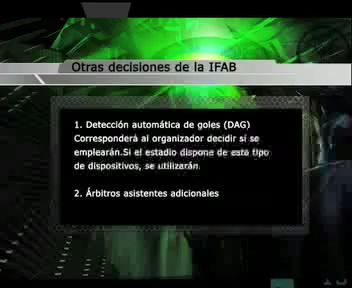 Otras decisiones de la IFAB
1. Detección automática de goles (DAG)
Corresponderá al organizador decidir si se
emplearán.Si el estadio dispone de este tipo
de dispositivos, se utilizarán.
2. Árbitros asistentes adicionales